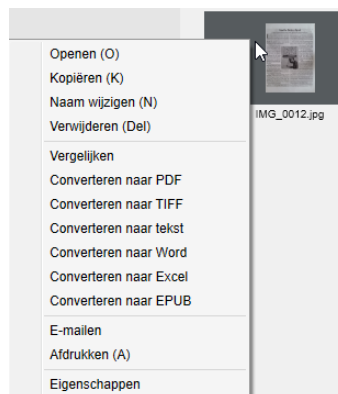 Openen (O)
Kopiëren (K)
Naam wijzigen (N)
Verwijderen (Del)
Vergelijken
Converteren naar PDF
Converteren naar TIFF
Converteren naar tekst
Converteren naar Word
Converteren naar Excel
Converteren naar EPUB
E-mailen
Afdrukken (A)
Eigenschappen
IMG_0012.jpg